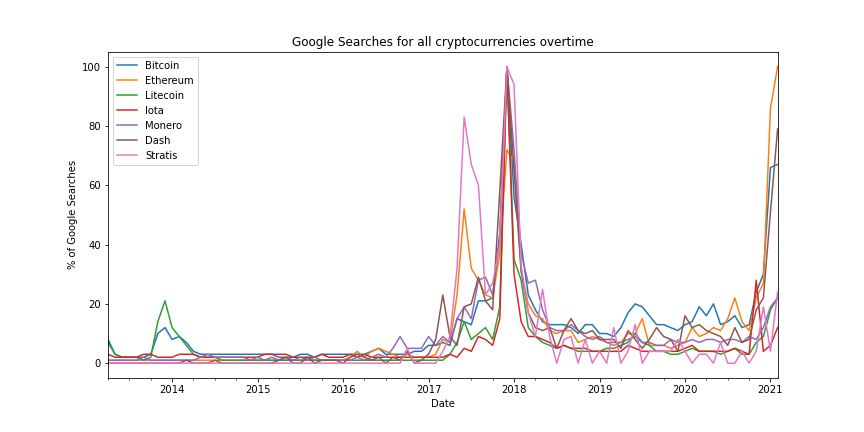 Google Searches for all cryptocurrencies overtime
Bitcoin
Ethereum
Litecoin
Iota
Monero
Dash
Stratis
% of Google Searches
100
80
60
40
20
0
2014 2015 2016 2017 2018 2019 2020 2021
Date